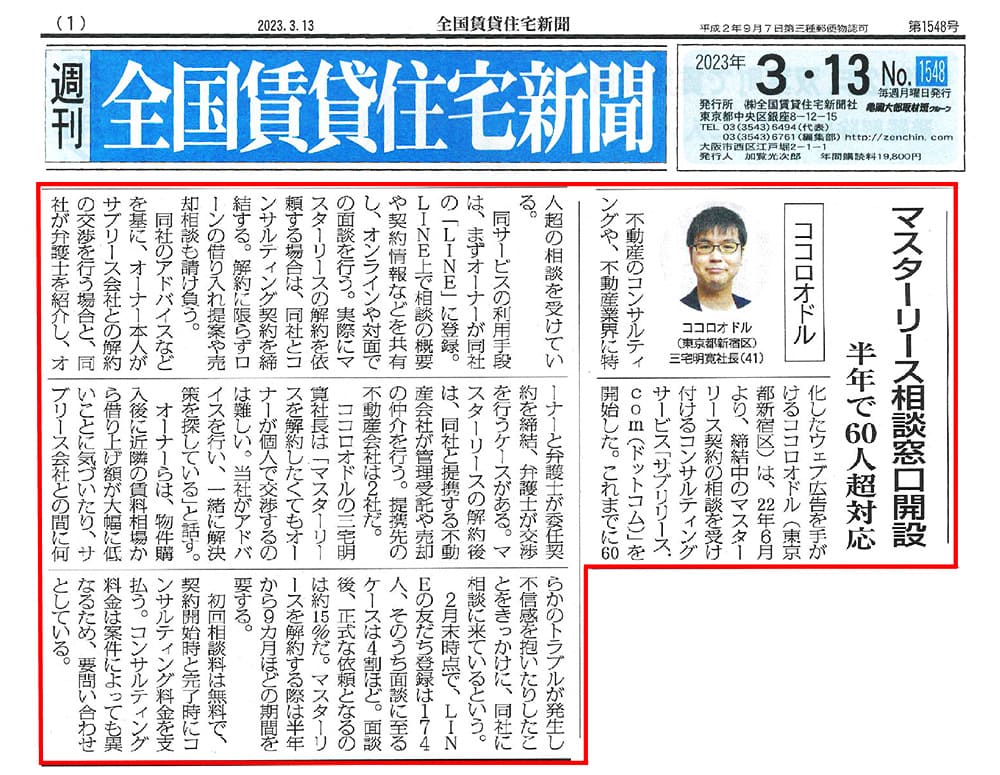 (1)
2023.3.13
全国賃貸住宅新聞
平成2年9月7日第三種郵便物認可
第1548号
週刊
全国賃貸住宅新聞
2023年 3・13 No. 1548
毎週月曜日発行
発行所 ㈱全国賃貸住宅新聞社
東京都中央区銀座8-12-15
TEL 03(3543)6494(代表)
03(3543)6761(編集部) http://zenchin.com
大阪市西区江戸堀2-1-1
発行人 加覧光次郎 年間購読料19,800円
マスターリース相談窓口開設
半年で60人超対応
ココロオドル
ココロオドル
(東京都新宿区)
三宅明寛社長(41)
不動産のコンサルティ
ングや、不動産業界に特
化したウェブ広告を手が
けるココロオドル(東京
都新宿区)は、22年6月
より、締結中のマスター
リース契約の相談を受け
付けるコンサルティング
サービス「サブリース、
com(ドットコム)」を
開始した。これまでに60
人超の相談を受けてい
る。
同サービスの利用手段
は、まずオーナーが同社
の「LINE」に登録。
LINE上で相談の概要
や契約情報などを共有
し、オンラインや対面で
の面談を行う。実際にマ
スターリースの解約を依
頼する場合は、同社とコ
ンサルティング契約を締
結する。解約に限らずロ
ーンの借り入れ提案や売
却相談も請け負う。
同社のアドバイスなど
を基に、オーナー本人が
サブリース会社との解約
の交渉を行う場合と、同
社が弁護士を紹介し、オ
ーナーと弁護士が委任契
約を締結、弁護士が交渉
を行うケースがある。マ
スターリースの解約後
は、同社と提携する不動
産会社が管理受託や売却
の仲介を行う。提携先の
不動産会社は2社だ。
ココロオドルの三宅明
寛社長は「マスターリー
スを解約したくてもオー
ナーが個人で交渉するの
は難しい。当社がアドバ
イスを行い、一緒に解決
策を探している」と話す。
オーナーらは、物件購
入後に近隣の賃料相場か
ら借り上げ額が大幅に低
いことに気づいたり、サ
ブリース会社との間に何
らかのトラブルが発生し
不信感を抱いたりしたこ
とをきっかけに、同社に
相談に来ているという。
2月末時点で、LIN
Eの友だち登録は174
人、そのうち面談に至る
ケースは4割ほど。面談
後、正式な依頼となるの
は約15%だ。マスターリ
ースを解約する際は半年
から9カ月ほどの期間を
要する。
初回相談料は無料で、
契約開始時と完了時にコ
ンサルティング料金を支
払う。コンサルティング
料金は案件によっても異
なるため、要問い合わせ
としている。